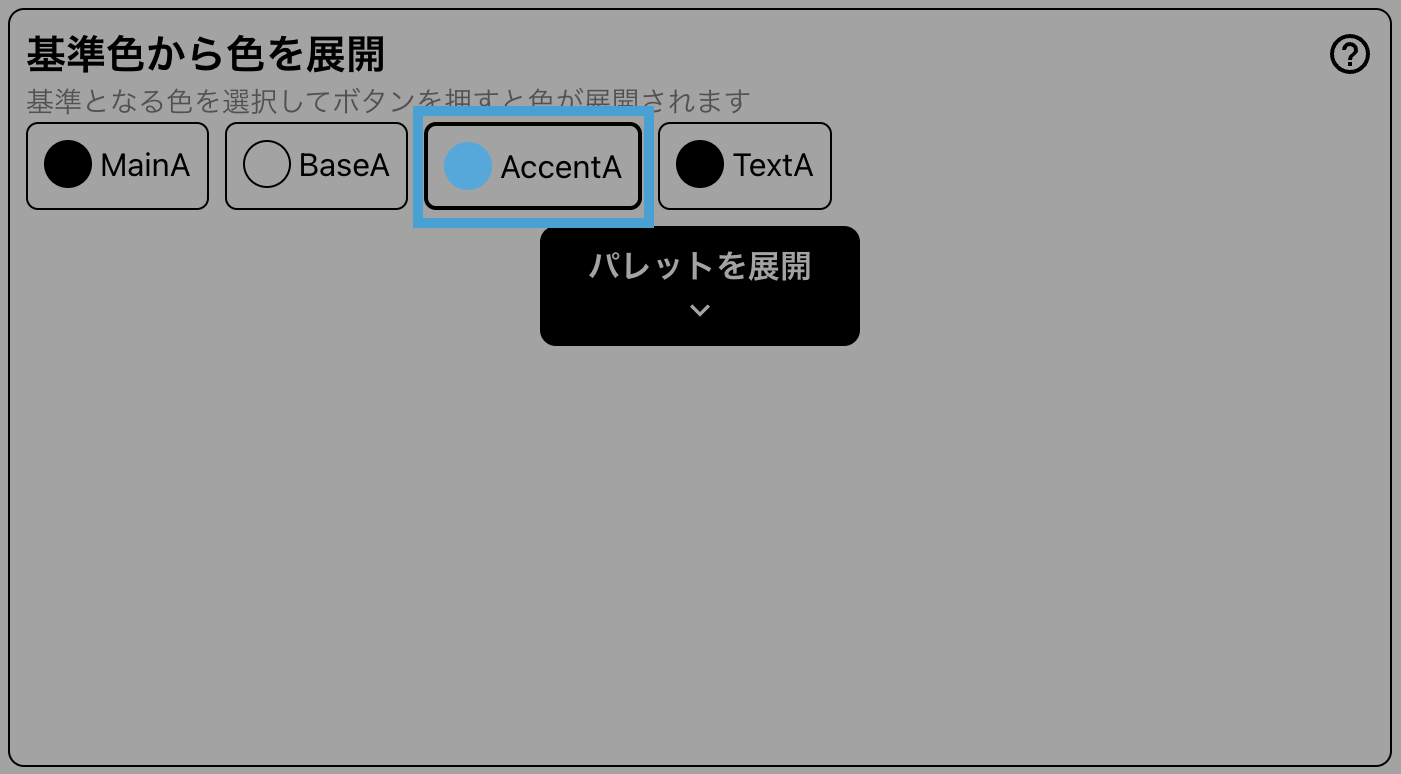 基準色から色を展開
基準となる色を選択してボタンを押すと色が展開されます
MainA
BaseA
AccentA
TextA
パレットを展開